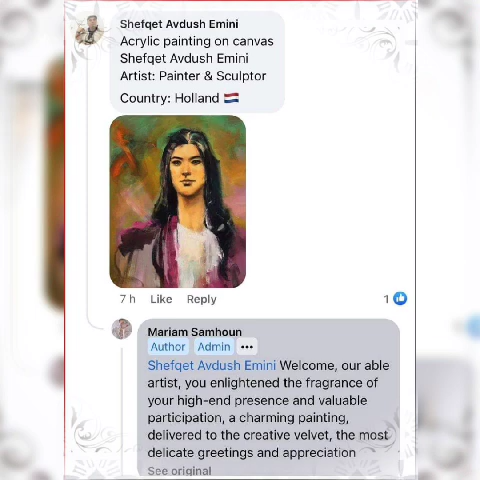 Shefqet Avdush Emini
Acrylic painting on canvas
Shefqet Avdush Emini
Artist: Painter & Sculptor
Country: Holland 🇳🇱
7 h Like Reply 1
Mariam Samhoun
Author Admin •••
Shefqet Avdush Emini Welcome, our able
artist, you enlightened the fragrance of
your high-end presence and valuable
participation, a charming painting,
delivered to the creative velvet, the most
delicate greetings and appreciation
See original